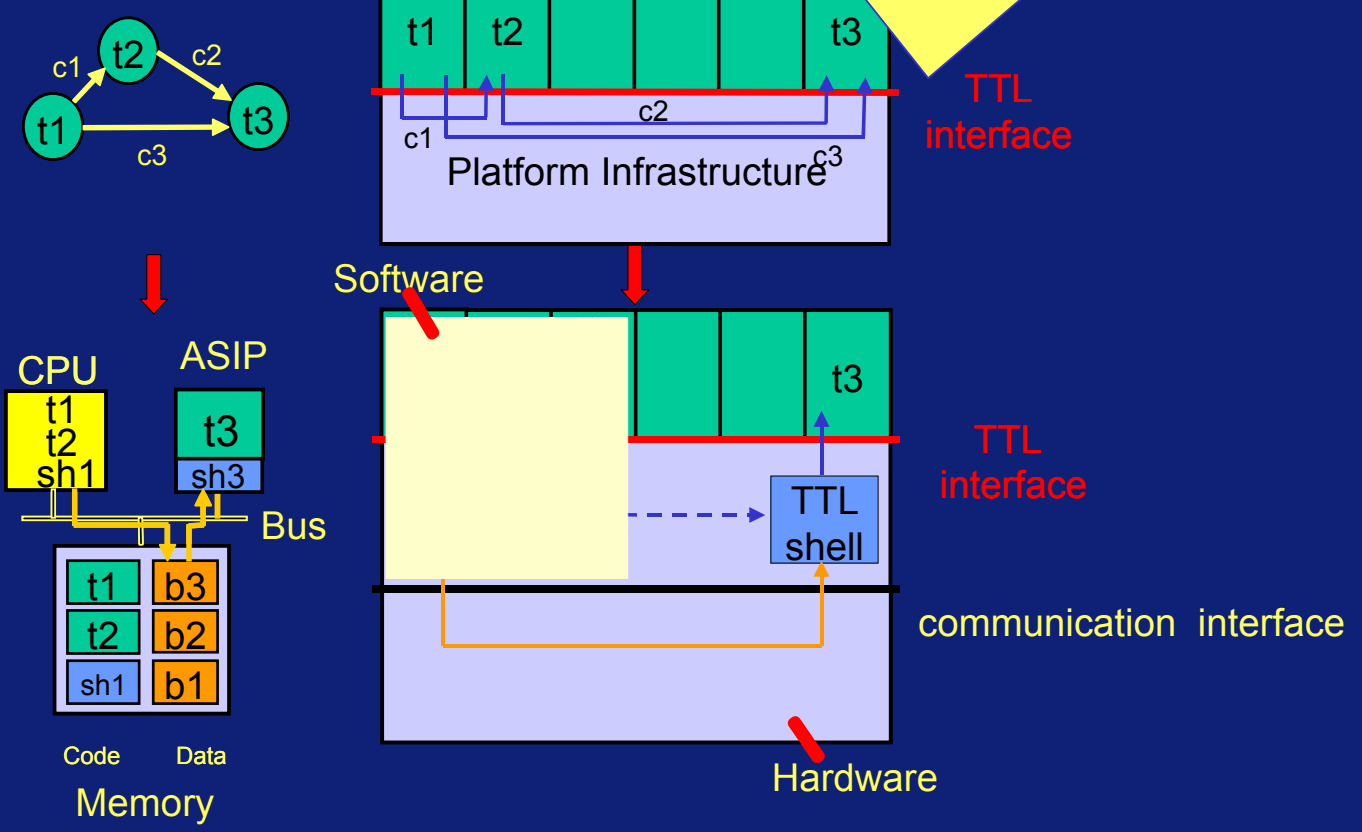 t1
t2
t3
c1
c2
c3
t1
t2
t3
c1
c2
c3
Platform Infrastructure
TTL
interface
CPU
t1
t2
sh1
ASIP
t3
sh3
Bus
t1
t2
sh1
b3
b2
b1
Code
Data
Memory
Software
t3
TTL
shell
TTL
interface
communication interface
Hardware